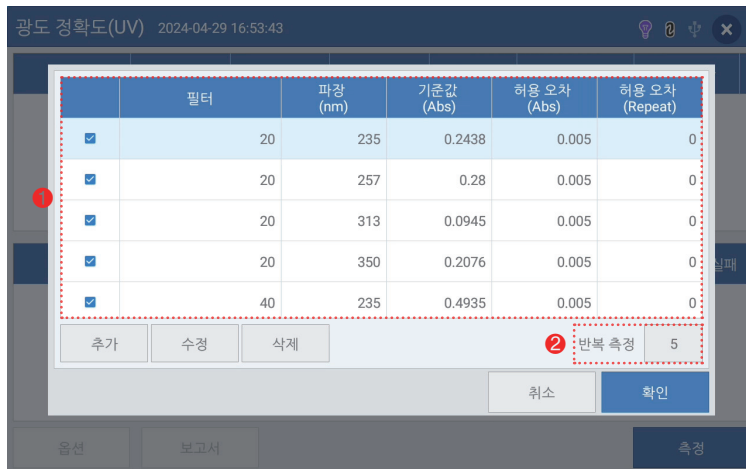 광도 정확도(UV) 2024-04-29 16:53:43
필터 파장 (nm) 기준값 (Abs) 허용 오차 (Abs) 허용 오차 (Repeat)
20 235 0.2438 0.005 0
20 257 0.28 0.005 0
1
20 313 0.0945 0.005 0
20 350 0.2076 0.005 0
실패
40 235 0.4935 0.005 0
추가 수정 삭제 2 반복 측정 5
취소 확인
옵션 보고서 측정